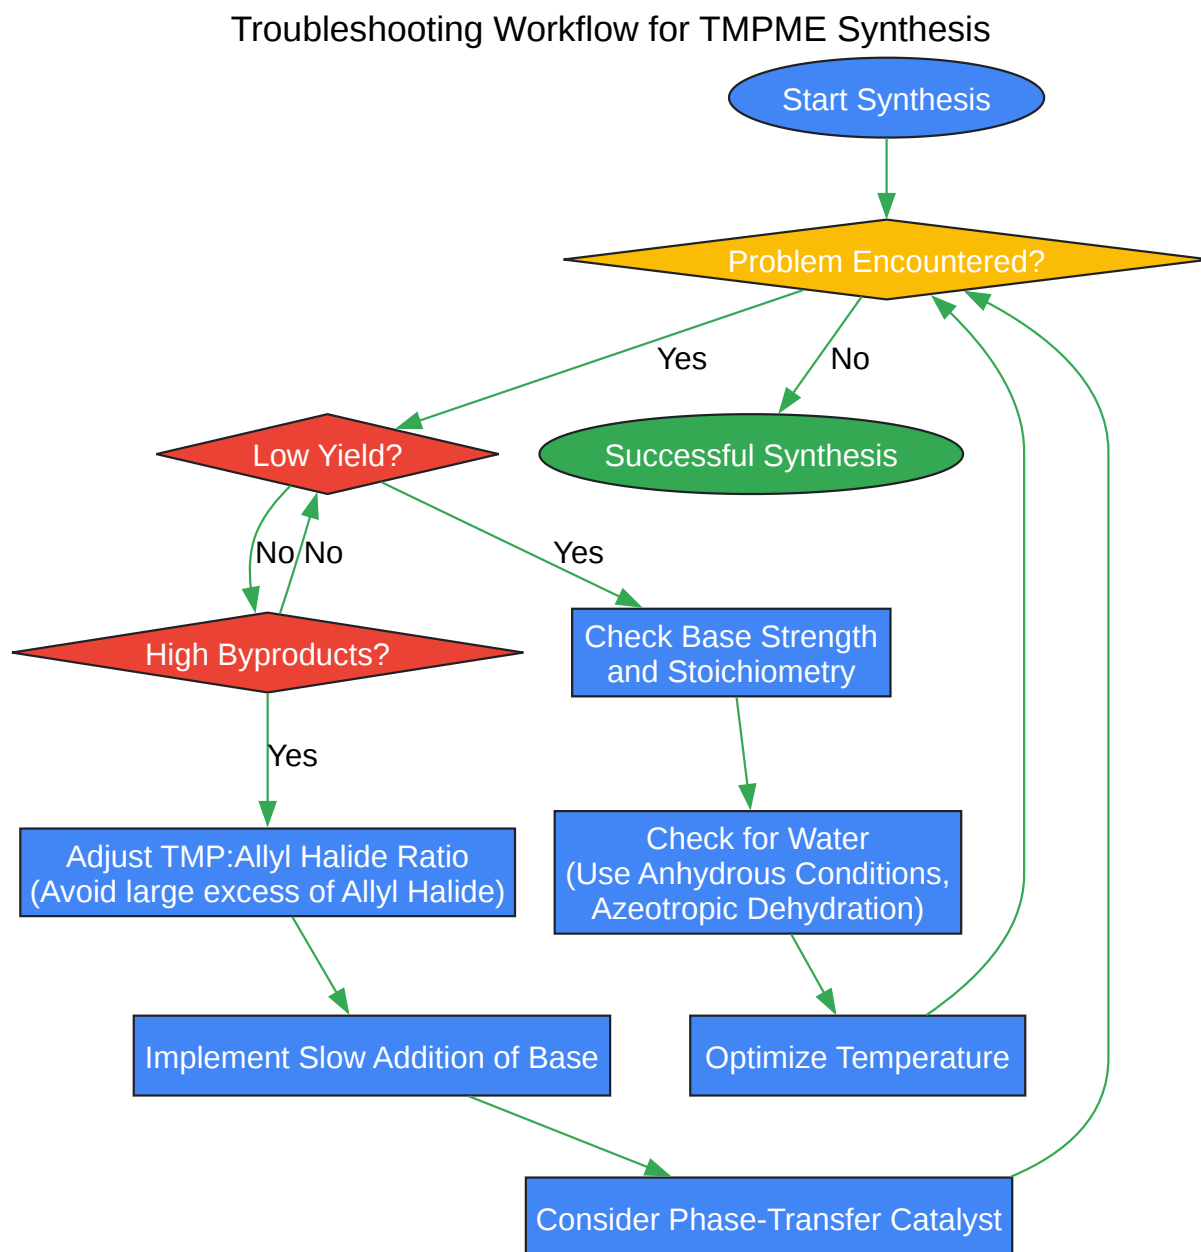 Troubleshooting Workflow for TMPME Synthesis
Start Synthesis
Problem Encountered?
Yes
No
Low Yield?
Successful Synthesis
No
No
Yes
High Byproducts?
Check Base Strength
and Stoichiometry
Yes
Adjust TMP:Allyl Halide Ratio
(Avoid large excess of Allyl Halide)
Check for Water
(Use Anhydrous Conditions,
Azeotropic Dehydration)
Implement Slow Addition of Base
Optimize Temperature
Consider Phase-Transfer Catalyst